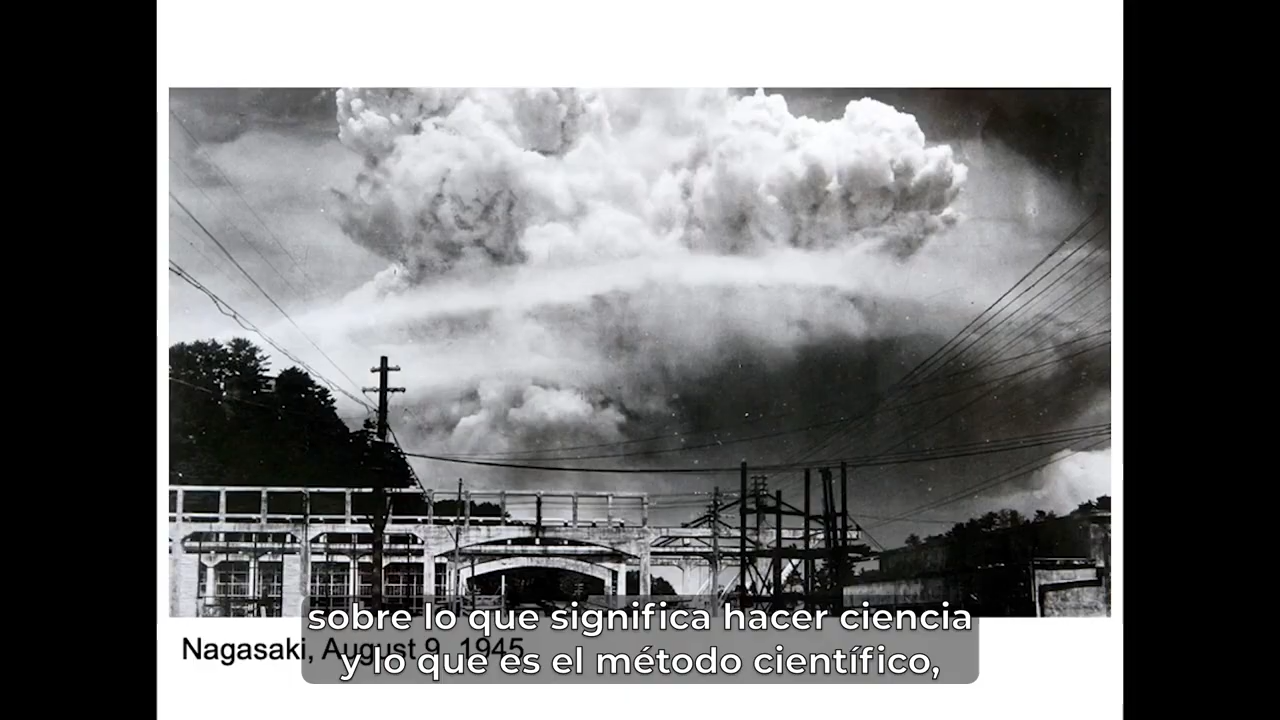 sobre lo que significa hacer ciencia
Nagasaki, August 9, 1945
y lo que es el método científico,